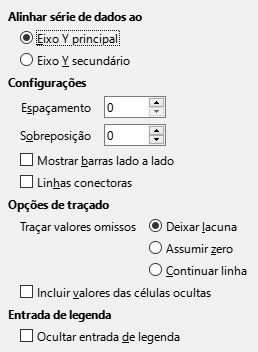 Alinhar série de dados ao
Eixo Y principal
Eixo Y secundário
Configurações
Espaçamento 0
Sobreposição 0
Mostrar barras lado a lado
Linhas conectoras
Opções de traçado
Traçar valores omissos Deixar lacuna
Assumir zero
Continuar linha
Incluir valores das células ocultas
Entrada de legenda
Ocultar entrada de legenda